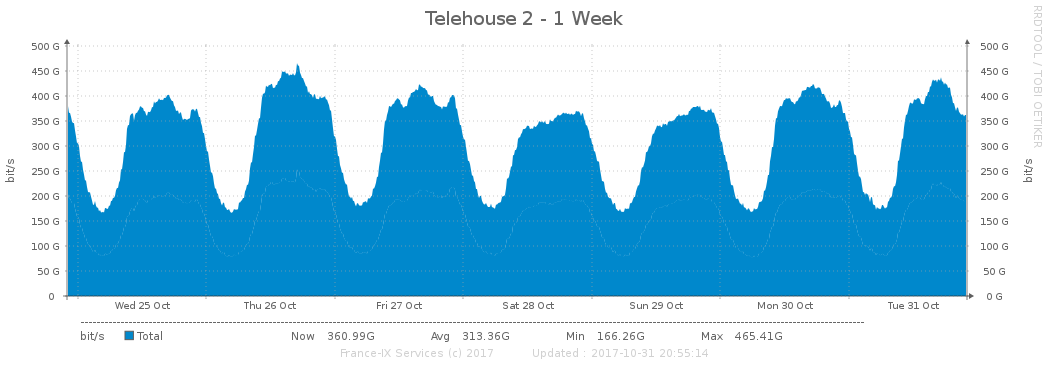 Telehouse 2 - 1 Week
RRDTOOL / TOBI OETIKER
bit/s
500 G 500 G
450 G 450 G
400 G 400 G
350 G 350 G
300 G 300 G
250 G 250 G
200 G 200 G
150 G 150 G
100 G 100 G
50 G 50 G
0 0 G
bit/s
Wed 25 Oct Thu 26 Oct Fri 27 Oct Sat 28 Oct Sun 29 Oct Mon 30 Oct Tue 31 Oct
bit/s Total Now 360.99G Avg 313.36G Min 166.26G Max 465.41G
France-IX Services (c) 2017 Updated : 2017-10-31 20:55:14